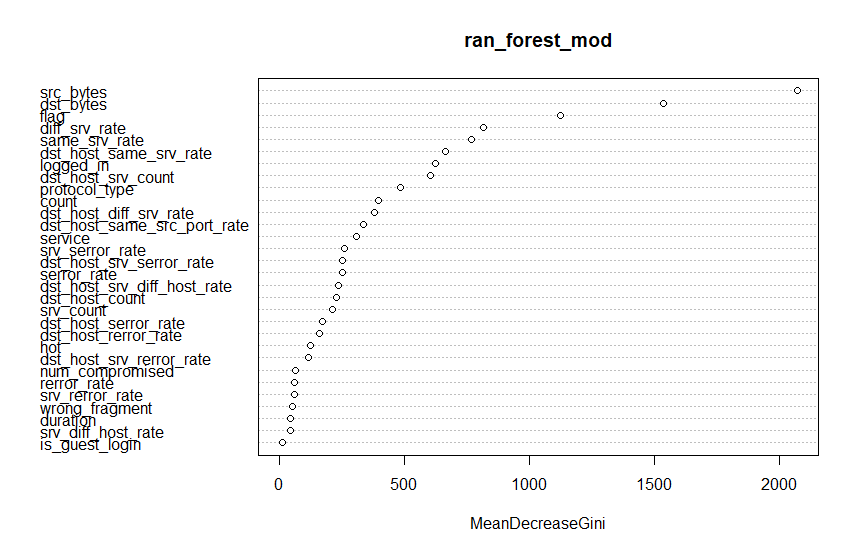 ran_forest_mod
src_bytes
dst_bytes
flag
diff_srv_rate
same_srv_rate
dst_host_same_srv_rate
logged_in
dst_host_srv_count
protocol_type
count
dst_host_diff_srv_rate
dst_host_same_src_port_rate
service
srv_serror_rate
dst_host_srv_serror_rate
serror_rate
dst_host_srv_diff_host_rate
dst_host_count
srv_count
dst_host_serror_rate
dst_host_rerror_rate
hot
dst_host_srv_rerror_rate
num_compromised
rerror_rate
srv_rerror_rate
wrong_fragment
duration
srv_diff_host_rate
is_guest_login
0 500 1000 1500 2000
MeanDecreaseGini